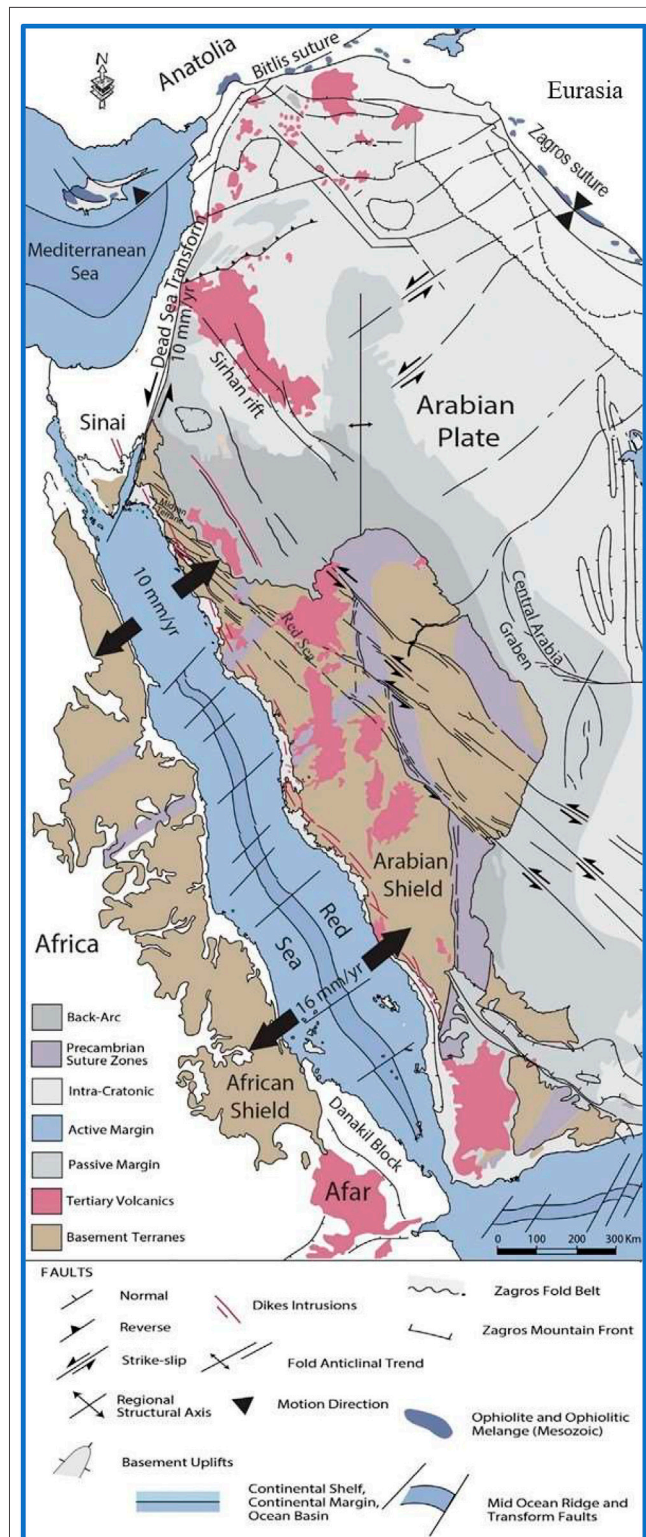 N
Anatolia
Bitlis suture
Eurasia
Zagros suture
Mediterranean
Sea
Dead Sea Transform
10 mm/yr
Sirhan rift
Sinai
Arabian
Plate
Midyan
Terrane
10 mm/yr
Red Sea
Central Arabia
Graben
Arabian
Shield
Africa
Red
Sea
16 mm/yr
African
Shield
Danakil Block
Afar
Back-Arc
Precambrian
Suture Zones
Intra-Cratonic
Active Margin
Passive Margin
Tertiary Volcanics
Basement Terranes
0 100 200 300 Km
FAULTS
Normal
Reverse
Strike-slip
Regional
Structural Axis
Basement Uplifts
Dikes Intrusions
Fold Anticlinal Trend
Motion Direction
Continental Shelf,
Continental Margin,
Ocean Basin
Zagros Fold Belt
Zagros Mountain Front
Ophiolite and Ophiolitic
Melange (Mesozoic)
Mid Ocean Ridge and
Transform Faults